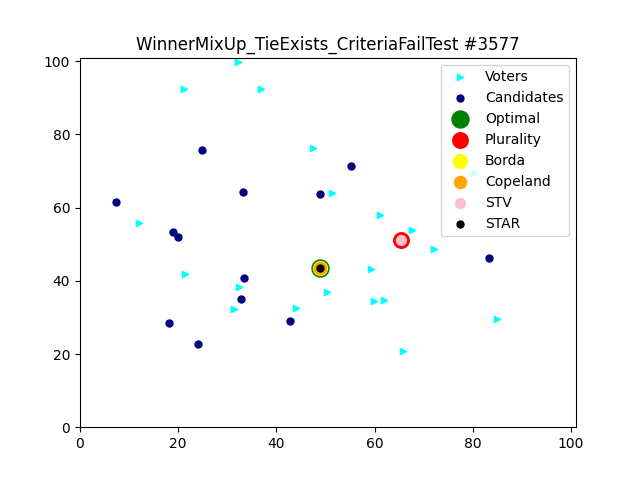 WinnerMixUp_TieExists_CriteriaFailTest #3577
100
80
60
40
20
0
0 20 40 60 80 100
Voters
Candidates
Optimal
Plurality
Borda
Copeland
STV
STAR